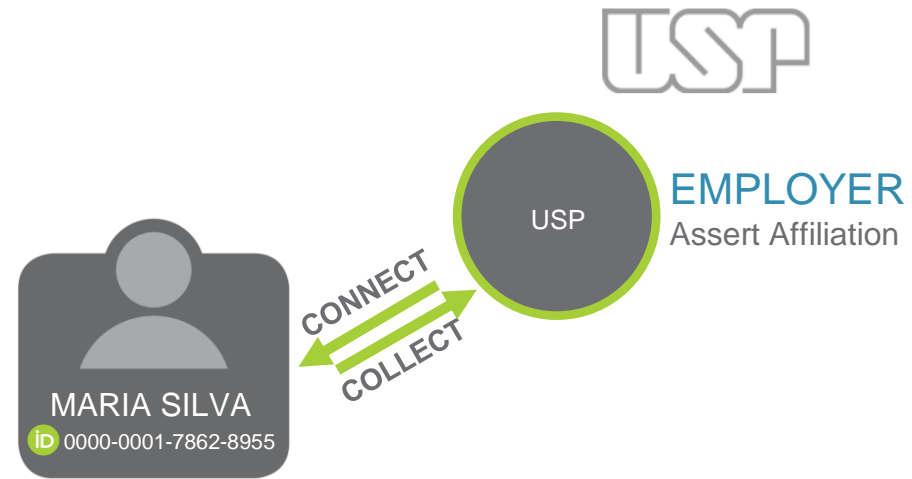 USP
USP
EMPLOYER
Assert Affiliation
CONNECT
COLLECT
MARIA SILVA
iD 0000-0001-7862-8955